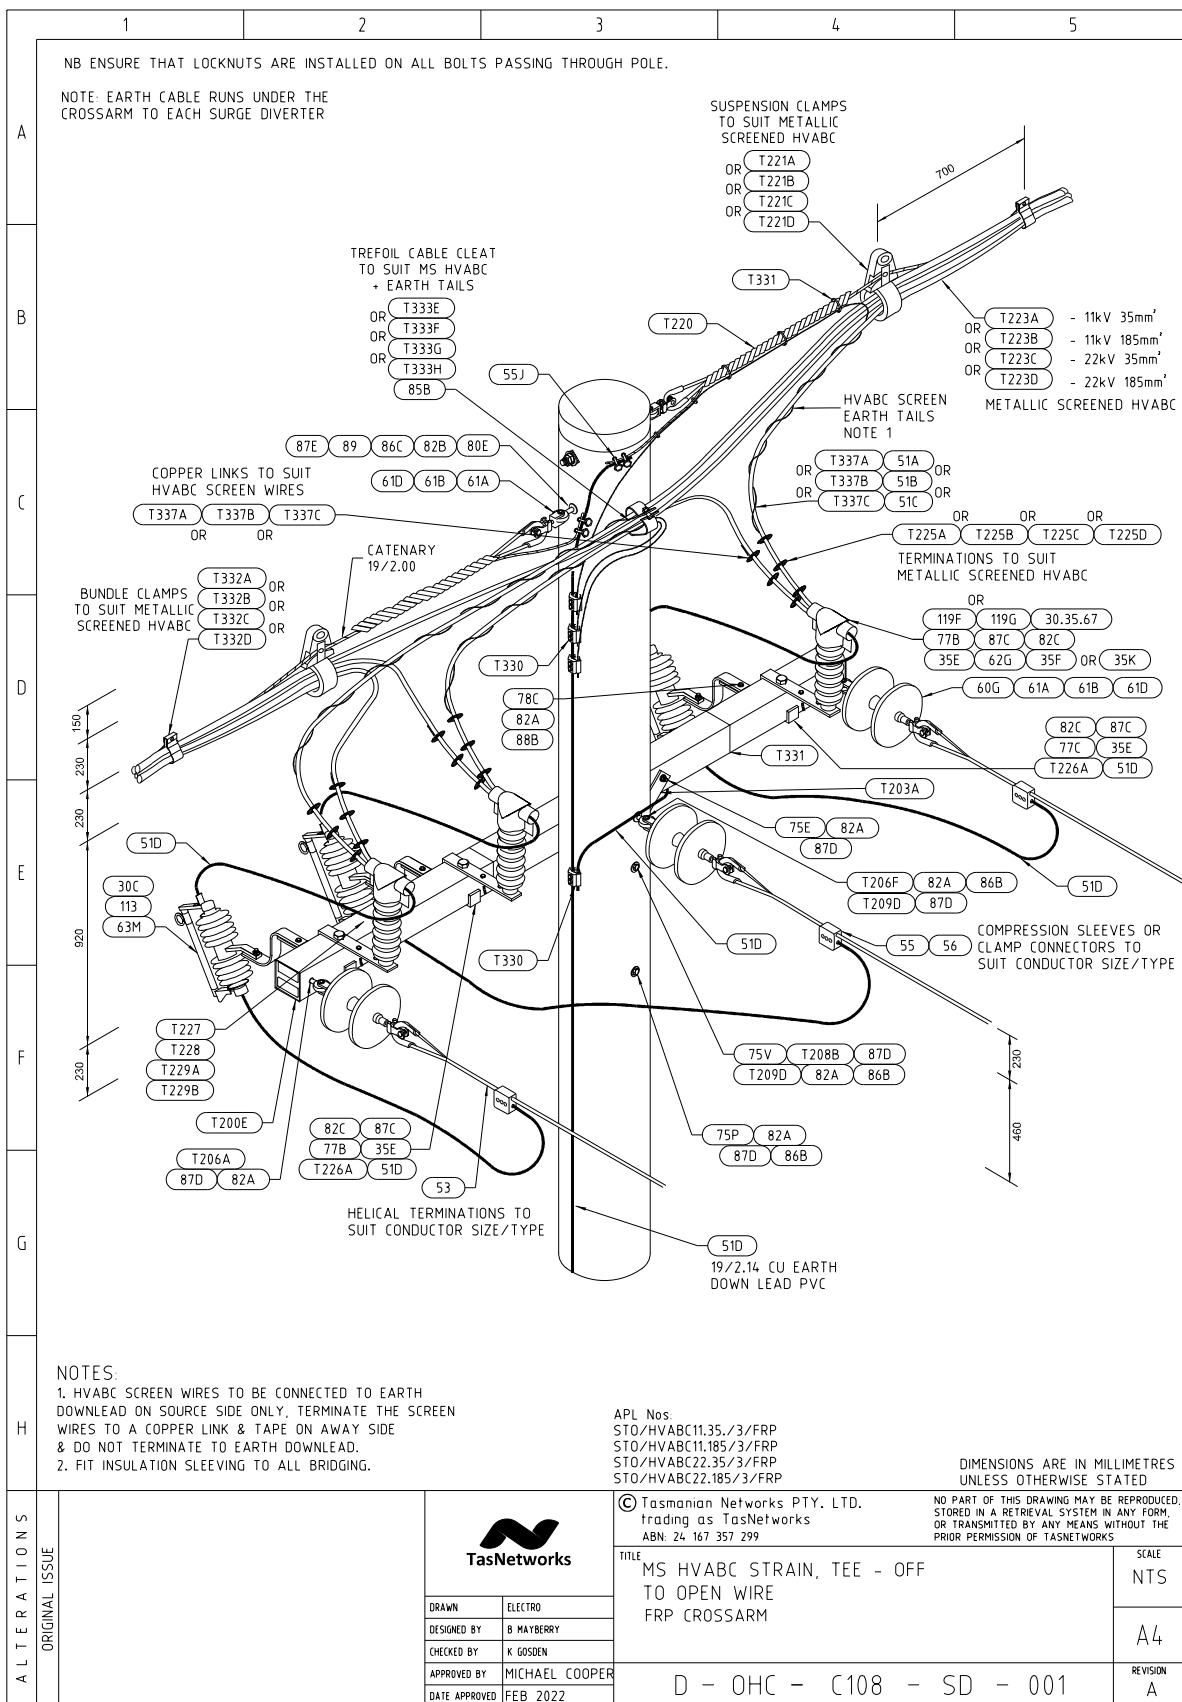 1 2 3 4 5
NB ENSURE THAT LOCKNUTS ARE INSTALLED ON ALL BOLTS PASSING THROUGH POLE.
NOTE: EARTH CABLE RUNS UNDER THE
CROSSARM TO EACH SURGE DIVERTER
A
B
C
D
E
F
G
H
SUSPENSION CLAMPS
TO SUIT METALLIC
SCREENED HVABC
T221A
OR T221B
OR T221C
OR T221D
700
TREFOIL CABLE CLEAT
TO SUIT MS HVABC
+ EARTH TAILS
T333E
OR T333F
OR T333G
OR T333H
85B
T331
T220
55J
T223A - 11kV 35mm²
OR T223B - 11kV 185mm²
OR T223C - 22kV 35mm²
OR T223D - 22kV 185mm²
METALLIC SCREENED HVABC
HVABC SCREEN
EARTH TAILS
NOTE 1
87E 89 86C 82B 80E
61D 61B 61A
COPPER LINKS TO SUIT
HVABC SCREEN WIRES
T337A T337B T337C
OR OR
T337A 51A OR
OR T337B 51B
OR T337C 51C OR
OR OR OR
T225A T225B T225C T225D
TERMINATIONS TO SUIT
METALLIC SCREENED HVABC
CATENARY
19/2.00
BUNDLE CLAMPS
TO SUIT METALLIC
SCREENED HVABC
T332A OR
T332B
T332C OR
T332D OR
OR
119F 119G 30.35.67
77B 87C 82C
35E 62G 35F OR 35K
60G 61A 61B 61D
T330
78C
82A
88B
82C 87C
77C 35E
T226A 51D
T331
T203A
150
230
230
920
230
75E 82A
87D
51D
51D
30C
113
63M
T206F 82A 86B
T209D 87D
55 56
COMPRESSION SLEEVES OR
CLAMP CONNECTORS TO
SUIT CONDUCTOR SIZE/TYPE
51D
T330
T227
T228
T229A
T229B
T200E
T206A
87D 82A
82C 87C
77B 35E
T226A 51D
53
HELICAL TERMINATIONS TO
SUIT CONDUCTOR SIZE/TYPE
75V T208B 87D
T209D 82A 86B
75P 82A
87D 86B
230
460
51D
19/2.14 CU EARTH
DOWN LEAD PVC
NOTES:
1. HVABC SCREEN WIRES TO BE CONNECTED TO EARTH
DOWNLEAD ON SOURCE SIDE ONLY, TERMINATE THE SCREEN
WIRES TO A COPPER LINK & TAPE ON AWAY SIDE
& DO NOT TERMINATE TO EARTH DOWNLEAD.
2. FIT INSULATION SLEEVING TO ALL BRIDGING.
APL Nos.
STO/HVABC11.35./3/FRP
STO/HVABC11.185/3/FRP
STO/HVABC22.35/3/FRP
STO/HVABC22.185/3/FRP
DIMENSIONS ARE IN MILLIMETRES
UNLESS OTHERWISE STATED
ALTERATIONS
ORIGINAL ISSUE
TasNetworks
© Tasmanian Networks PTY. LTD.
trading as TasNetworks
ABN: 24 167 357 299
NO PART OF THIS DRAWING MAY BE REPRODUCED,
STORED IN A RETRIEVAL SYSTEM IN ANY FORM,
OR TRANSMITTED BY ANY MEANS WITHOUT THE
PRIOR PERMISSION OF TASNETWORKS
TITLE MS HVABC STRAIN, TEE - OFF
TO OPEN WIRE
FRP CROSSARM
SCALE
NTS
A4
DRAWN ELECTRO
DESIGNED BY B MAYBERRY
CHECKED BY K GOSDEN
APPROVED BY MICHAEL COOPER
DATE APPROVED FEB 2022
D - OHC - C108 - SD - 001
REVISION
A